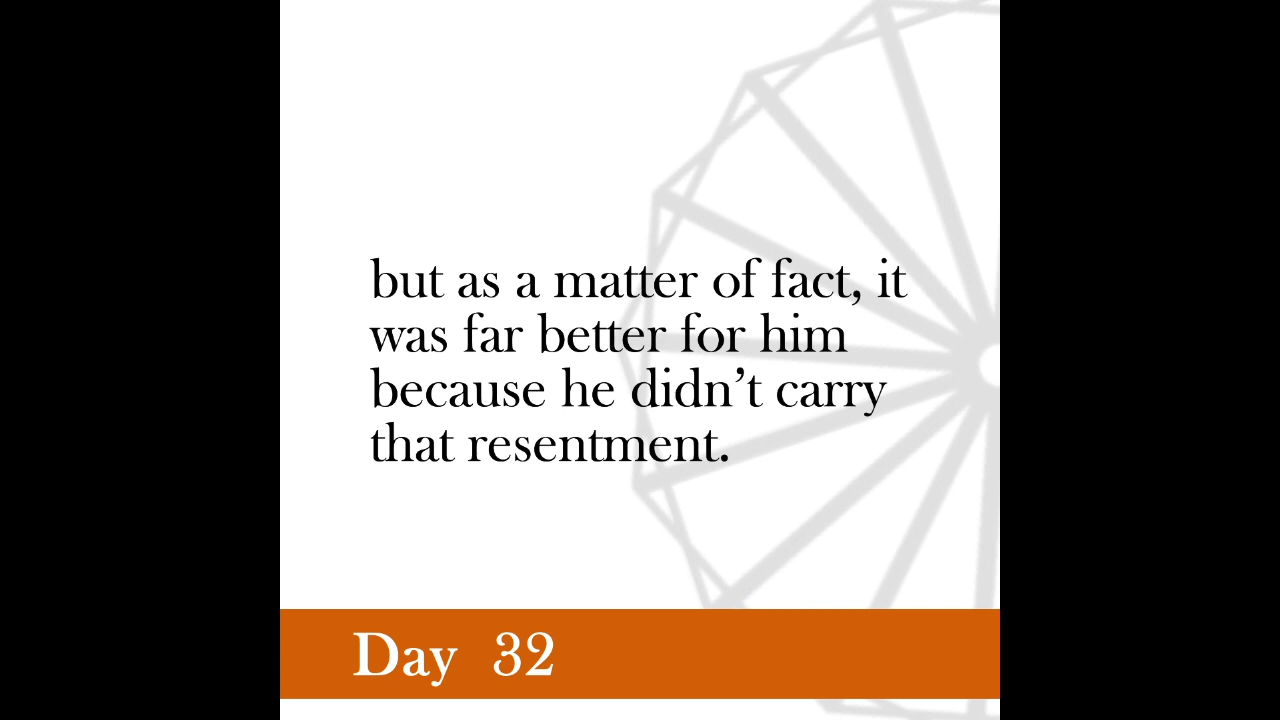 but as a matter of fact, it
was far better for him
because he didn’t carry
that resentment.
Day 32